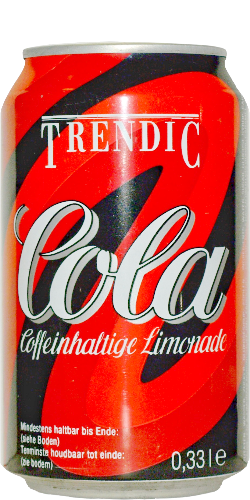 TRENDIC
Cola
Coffeinhaltige Limonade
Mindestens haltbar bis Ende:
(siehe Boden)
Tenminste houdbaar tot einde:
(zie bodem)
0,33 l e